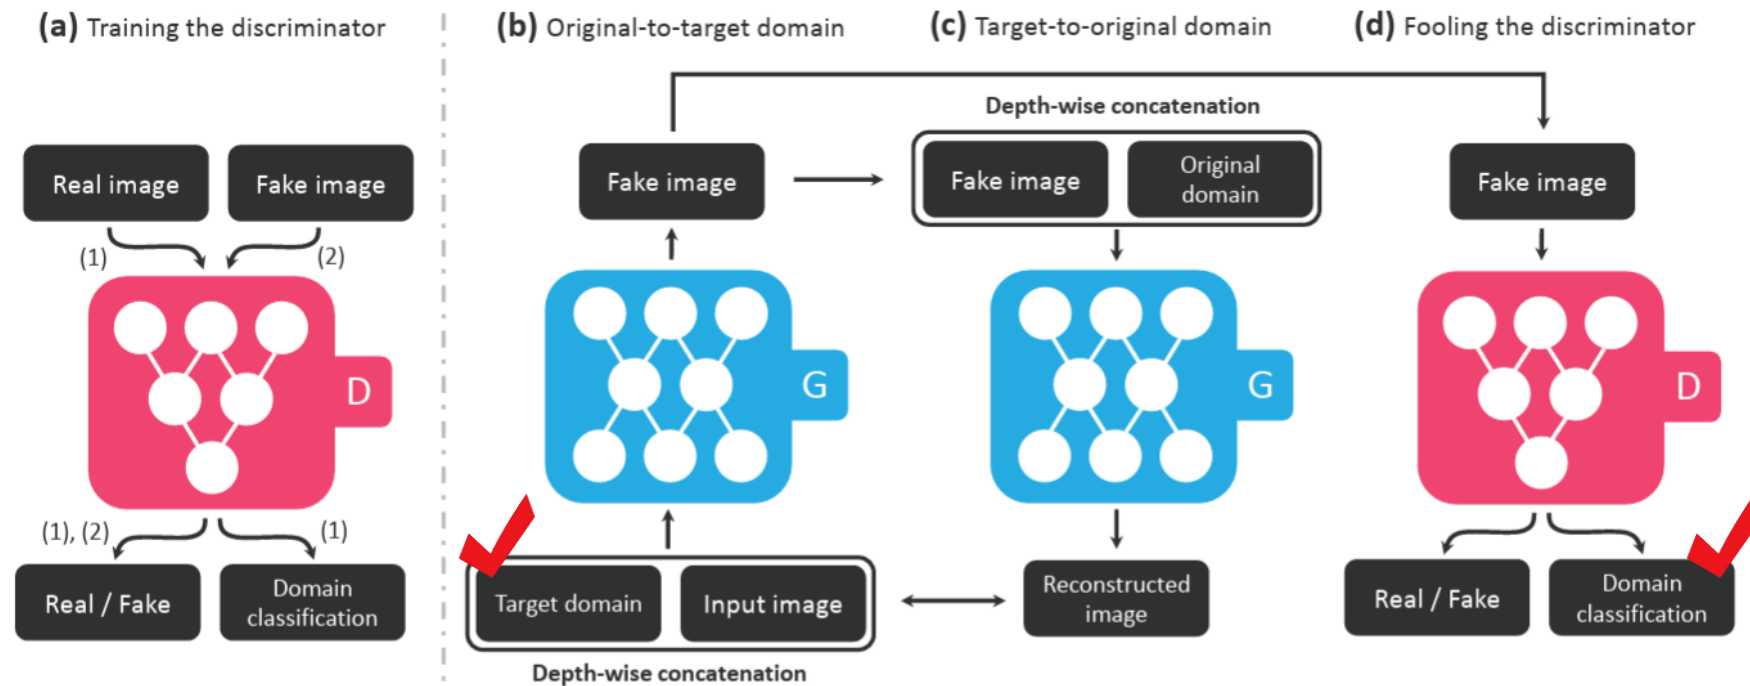 (a) Training the discriminator
(b) Original-to-target domain
(c) Target-to-original domain
(d) Fooling the discriminator
Depth-wise concatenation
Real image
Fake image
Fake image
Fake image
Original
domain
Fake image
(1)
(2)
D
G
G
D
(1), (2)
(1)
Real / Fake
Domain
classification
Target domain
Input image
Reconstructed
image
Real / Fake
Domain
classification
Depth-wise concatenation